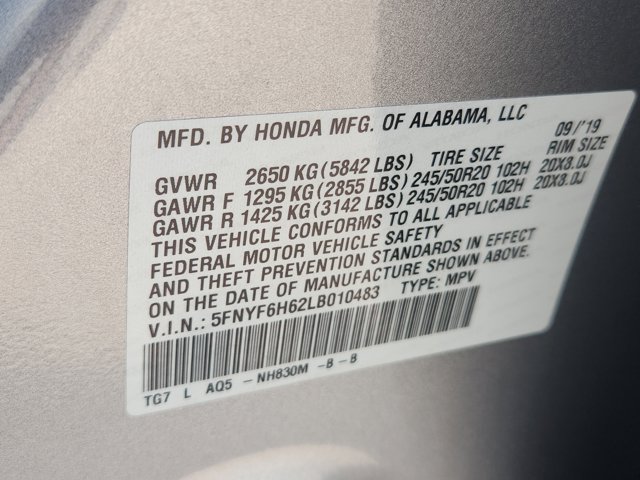 MFD. BY HONDA MFG. OF ALABAMA, LLC 09/'19
GVWR 2650 KG(5842 LBS) TIRE SIZE RIM SIZE
GAWR F 1295 KG(2855 LBS)245/50R20 102H 20X8.0J
GAWR R 1425 KG(3142 LBS)245/50R20 102H 20X8.0J
THIS VEHICLE CONFORMS TO ALL APPLICABLE
FEDERAL MOTOR VEHICLE SAFETY
AND THEFT PREVENTION STANDARDS IN EFFECT
ON THE DATE OF MANUFACTURE SHOWN ABOVE.
V.I.N.: 5FNYF6H62LB010483 TYPE: MPV
TG7 L AQ5 -NH830M -B -B